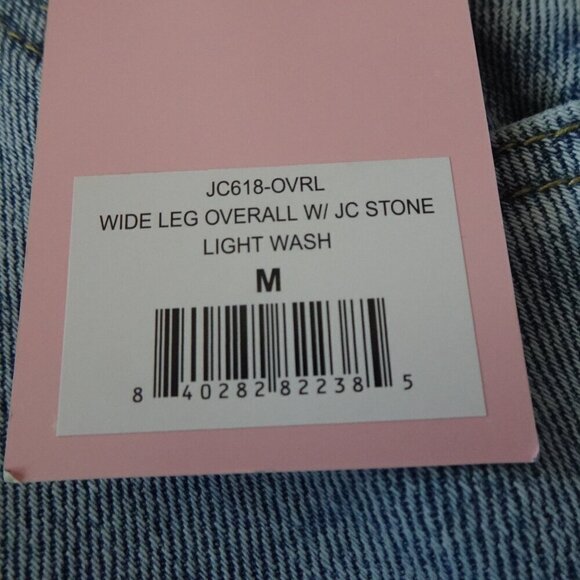 JC618-OVRL
WIDE LEG OVERALL W/ JC STONE
LIGHT WASH
M
8 40282 82238 5